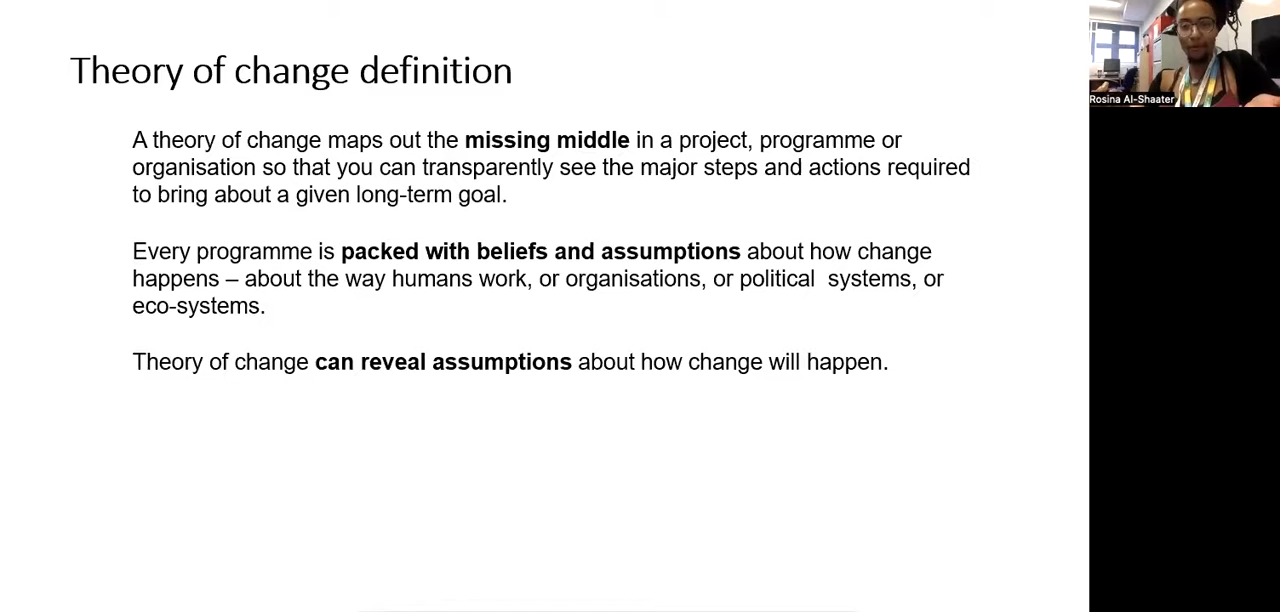 Theory of change definition
A theory of change maps out the missing middle in a project, programme or
organisation so that you can transparently see the major steps and actions required
to bring about a given long-term goal.
Every programme is packed with beliefs and assumptions about how change
happens – about the way humans work, or organisations, or political  systems, or
eco-systems.
Theory of change can reveal assumptions about how change will happen.
Rosina Al-Shaater